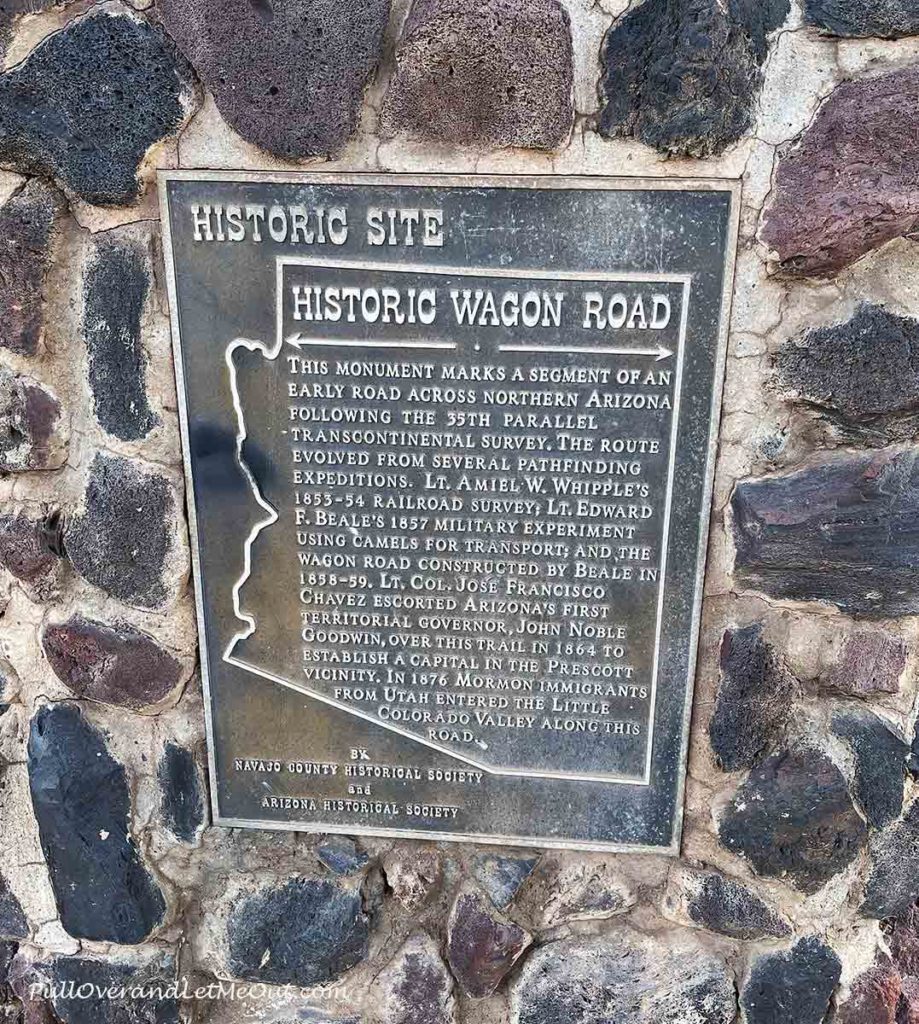 HISTORIC SITE
HISTORIC WAGON ROAD
THIS MONUMENT MARKS A SEGMENT OF AN
EARLY ROAD ACROSS NORTHERN ARIZONA
FOLLOWING THE 35TH PARALLEL
TRANSCONTINENTAL SURVEY. THE ROUTE
EVOLVED FROM SEVERAL PATHFINDING
EXPEDITIONS. LT. AMIEL W. WHIPPLE'S
1853-54 RAILROAD SURVEY; LT. EDWARD
F. BEALE'S 1857 MILITARY EXPERIMENT
USING CAMELS FOR TRANSPORT; AND THE
WAGON ROAD CONSTRUCTED BY BEALE IN
1858-59. LT. COL. JOSE FRANCISCO
CHAVEZ ESCORTED ARIZONA'S FIRST
TERRITORIAL GOVERNOR, JOHN NOBLE
GOODWIN, OVER THIS TRAIL IN 1864 TO
ESTABLISH A CAPITAL IN THE PRESCOTT
VICINITY. IN 1876 MORMON IMMIGRANTS
FROM UTAH ENTERED THE LITTLE
COLORADO VALLEY ALONG THIS
ROAD.
BY
NAVAJO COUNTY HISTORICAL SOCIETY
and
ARIZONA HISTORICAL SOCIETY
PullOverandLetMeOut.com